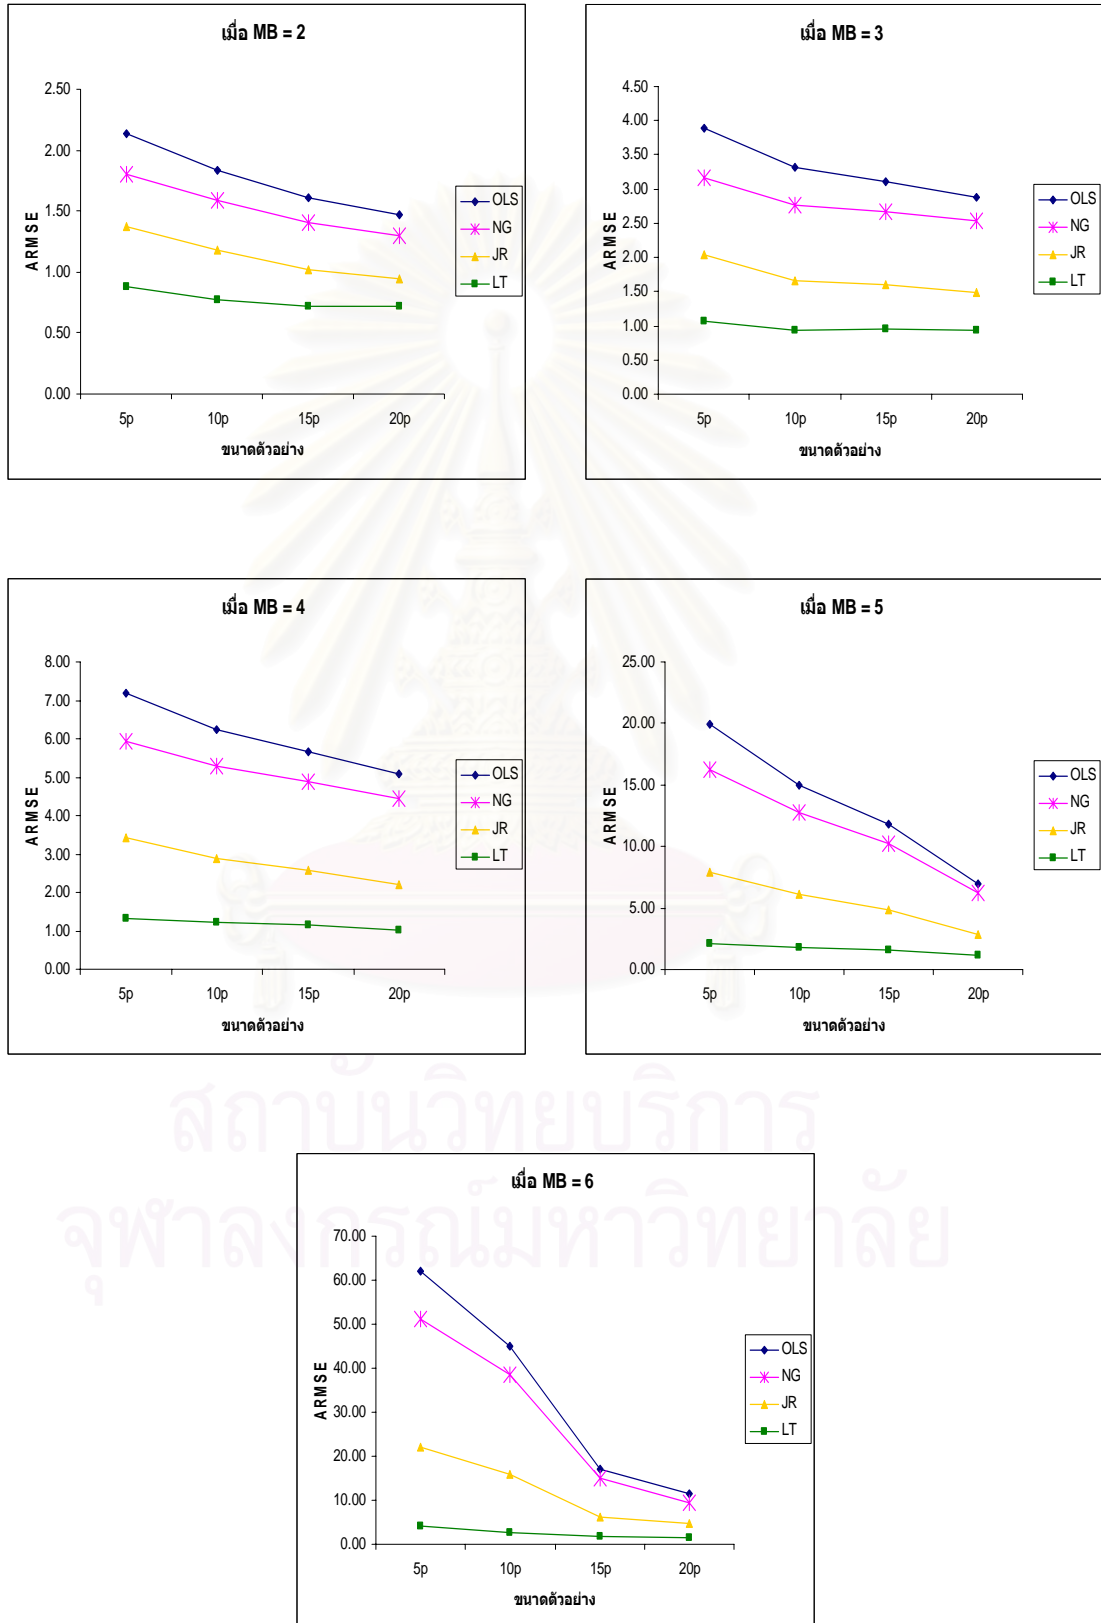 เมื่อ MB = 2
2.50
2.00
1.50
1.00
0.50
0.00
ARMSE
5p 10p 15p 20p
ขนาดตัวอย่าง
OLS
NG
JR
LT
เมื่อ MB = 3
4.50
4.00
3.50
3.00
2.50
2.00
1.50
1.00
0.50
0.00
ARMSE
5p 10p 15p 20p
ขนาดตัวอย่าง
OLS
NG
JR
LT
เมื่อ MB = 4
8.00
7.00
6.00
5.00
4.00
3.00
2.00
1.00
0.00
ARMSE
5p 10p 15p 20p
ขนาดตัวอย่าง
OLS
NG
JR
LT
เมื่อ MB = 5
25.00
20.00
15.00
10.00
5.00
0.00
ARMSE
5p 10p 15p 20p
ขนาดตัวอย่าง
OLS
NG
JR
LT
สถาบันวิทยบริการ
จุฬาลงกรณ์มหาวิทยาลัย
เมื่อ MB = 6
70.00
60.00
50.00
40.00
30.00
20.00
10.00
0.00
ARMSE
5p 10p 15p 20p
ขนาดตัวอย่าง
OLS
NG
JR
LT